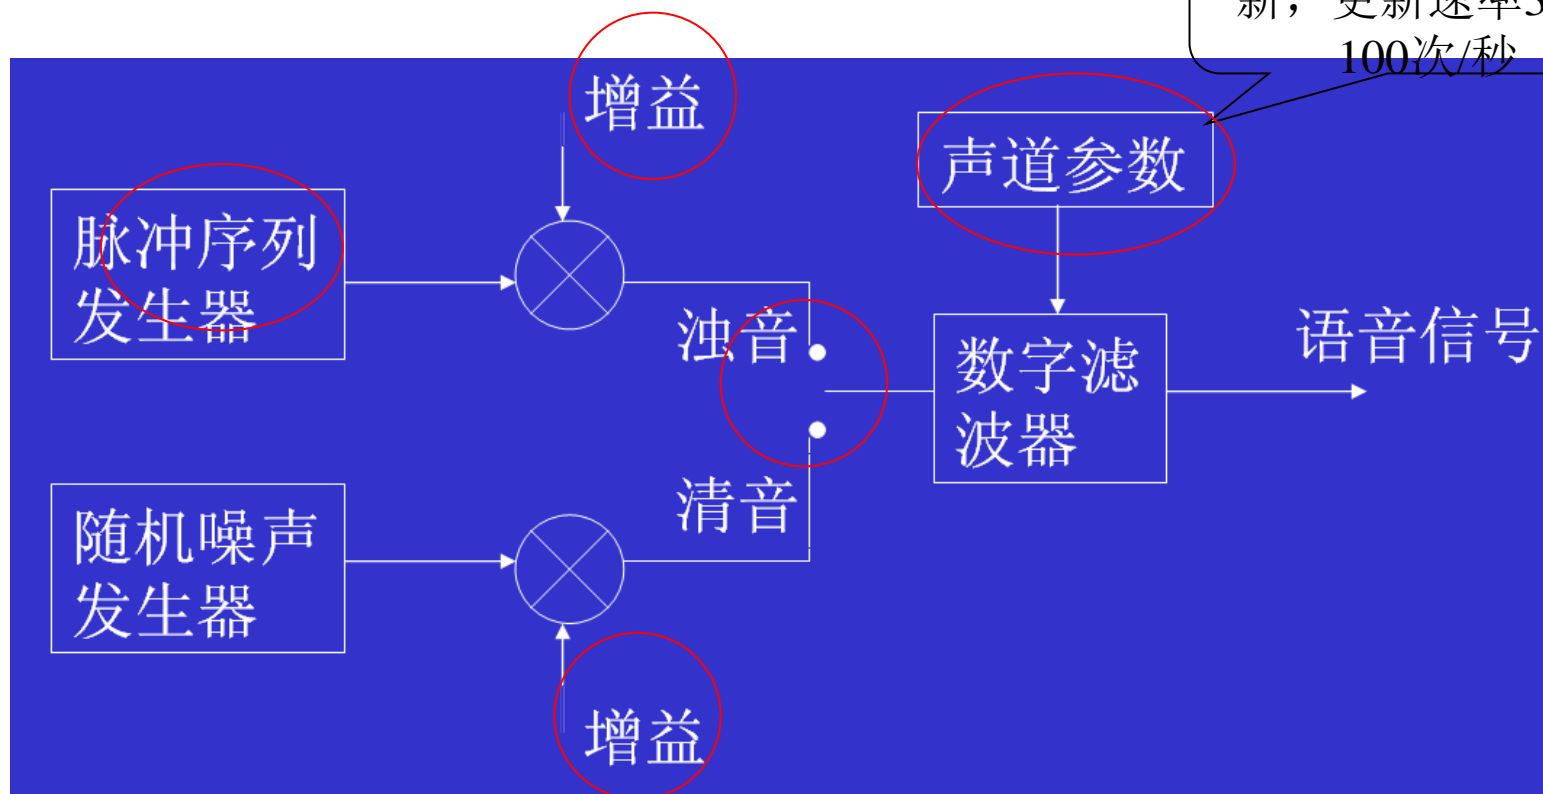 新，更新速率5
100次/秒
增益
声道参数
脉冲序列
发生器
浊音
数字滤
波器
语音信号
清音
随机噪声
发生器
增益